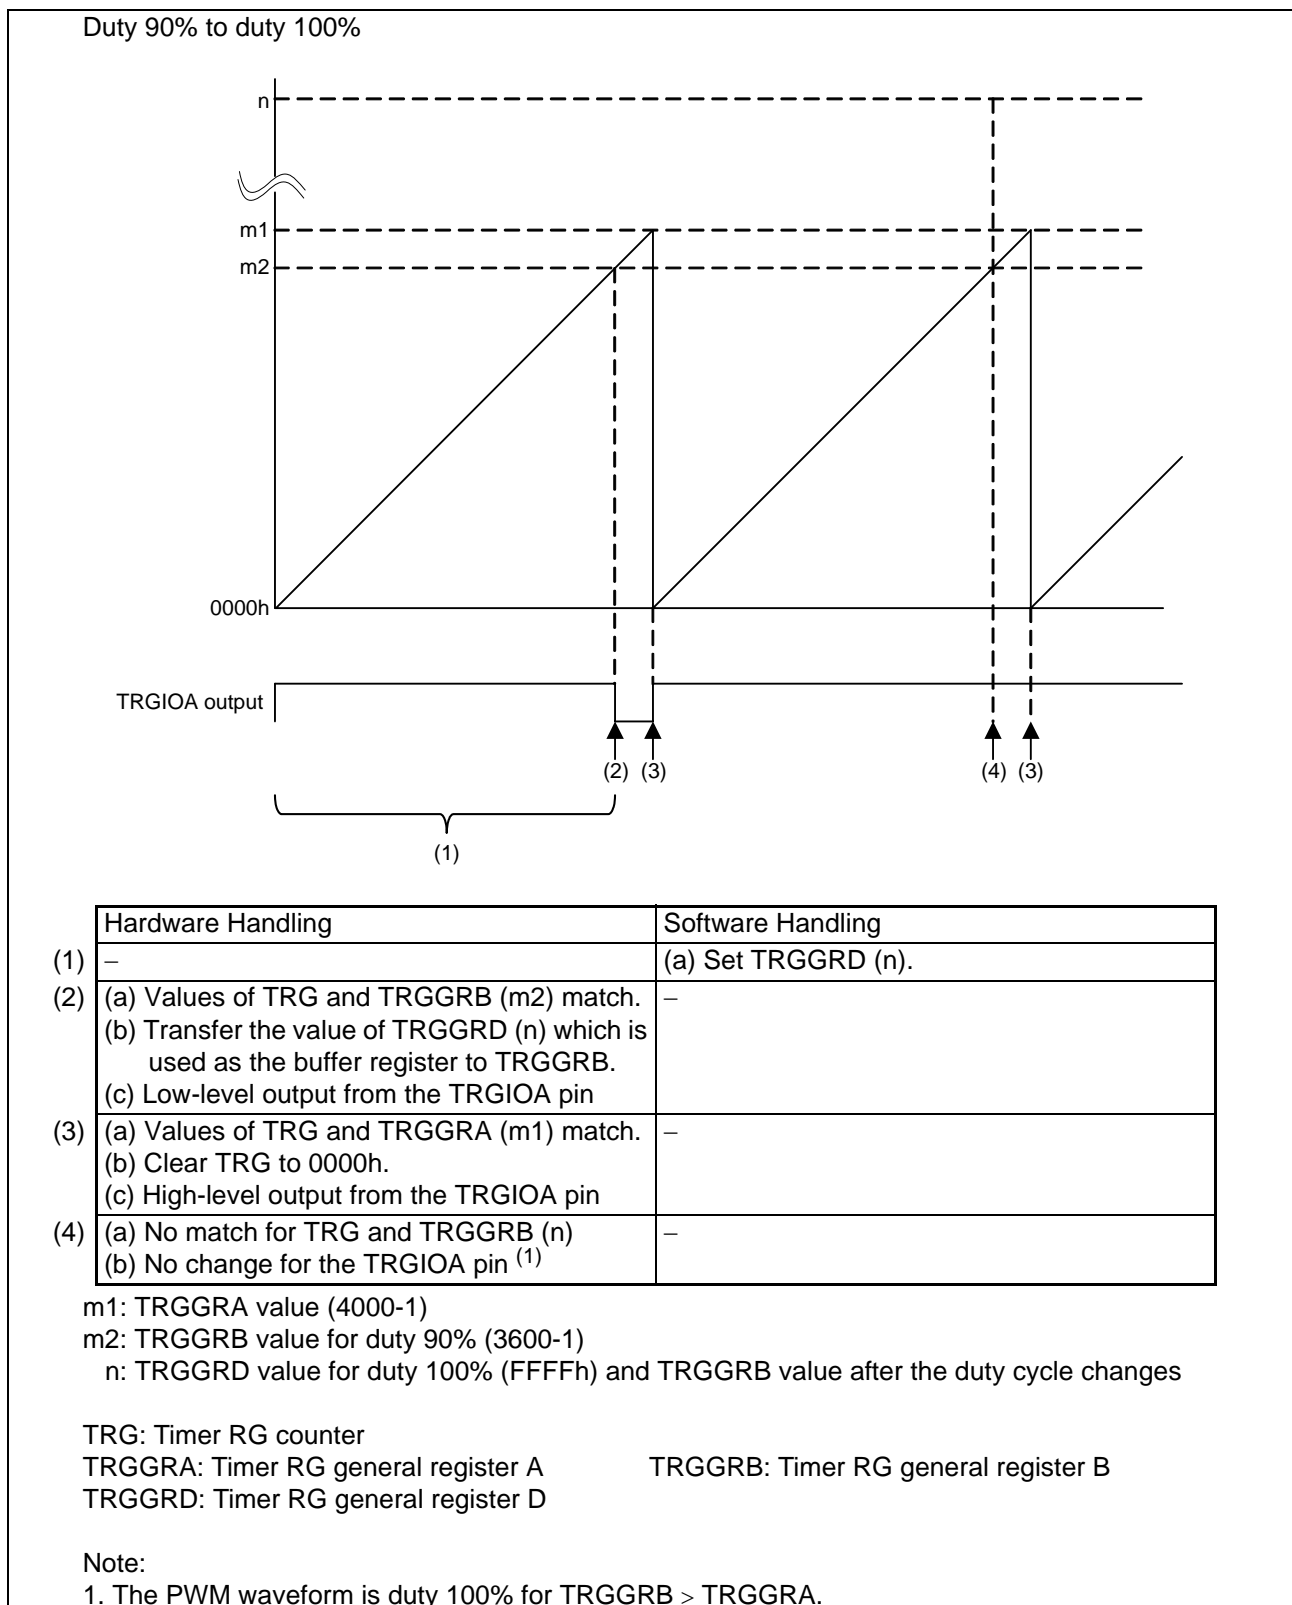 Duty 90% to duty 100%
n
m1
m2
0000h
TRGIOA output
(2) (3) (4) (3)
(1)
Hardware Handling Software Handling
(1) – (a) Set TRGGRD (n).
(2) (a) Values of TRG and TRGGRB (m2) match. –
(b) Transfer the value of TRGGRD (n) which is
used as the buffer register to TRGGRB.
(c) Low-level output from the TRGIOA pin
(3) (a) Values of TRG and TRGGRA (m1) match. –
(b) Clear TRG to 0000h.
(c) High-level output from the TRGIOA pin
(4) (a) No match for TRG and TRGGRB (n) –
(b) No change for the TRGIOA pin (1)
m1: TRGGRA value (4000-1)
m2: TRGGRB value for duty 90% (3600-1)
n: TRGGRD value for duty 100% (FFFFh) and TRGGRB value after the duty cycle changes
TRG: Timer RG counter
TRGGRA: Timer RG general register A TRGGRB: Timer RG general register B
TRGGRD: Timer RG general register D
Note:
1. The PWM waveform is duty 100% for TRGGRB > TRGGRA.